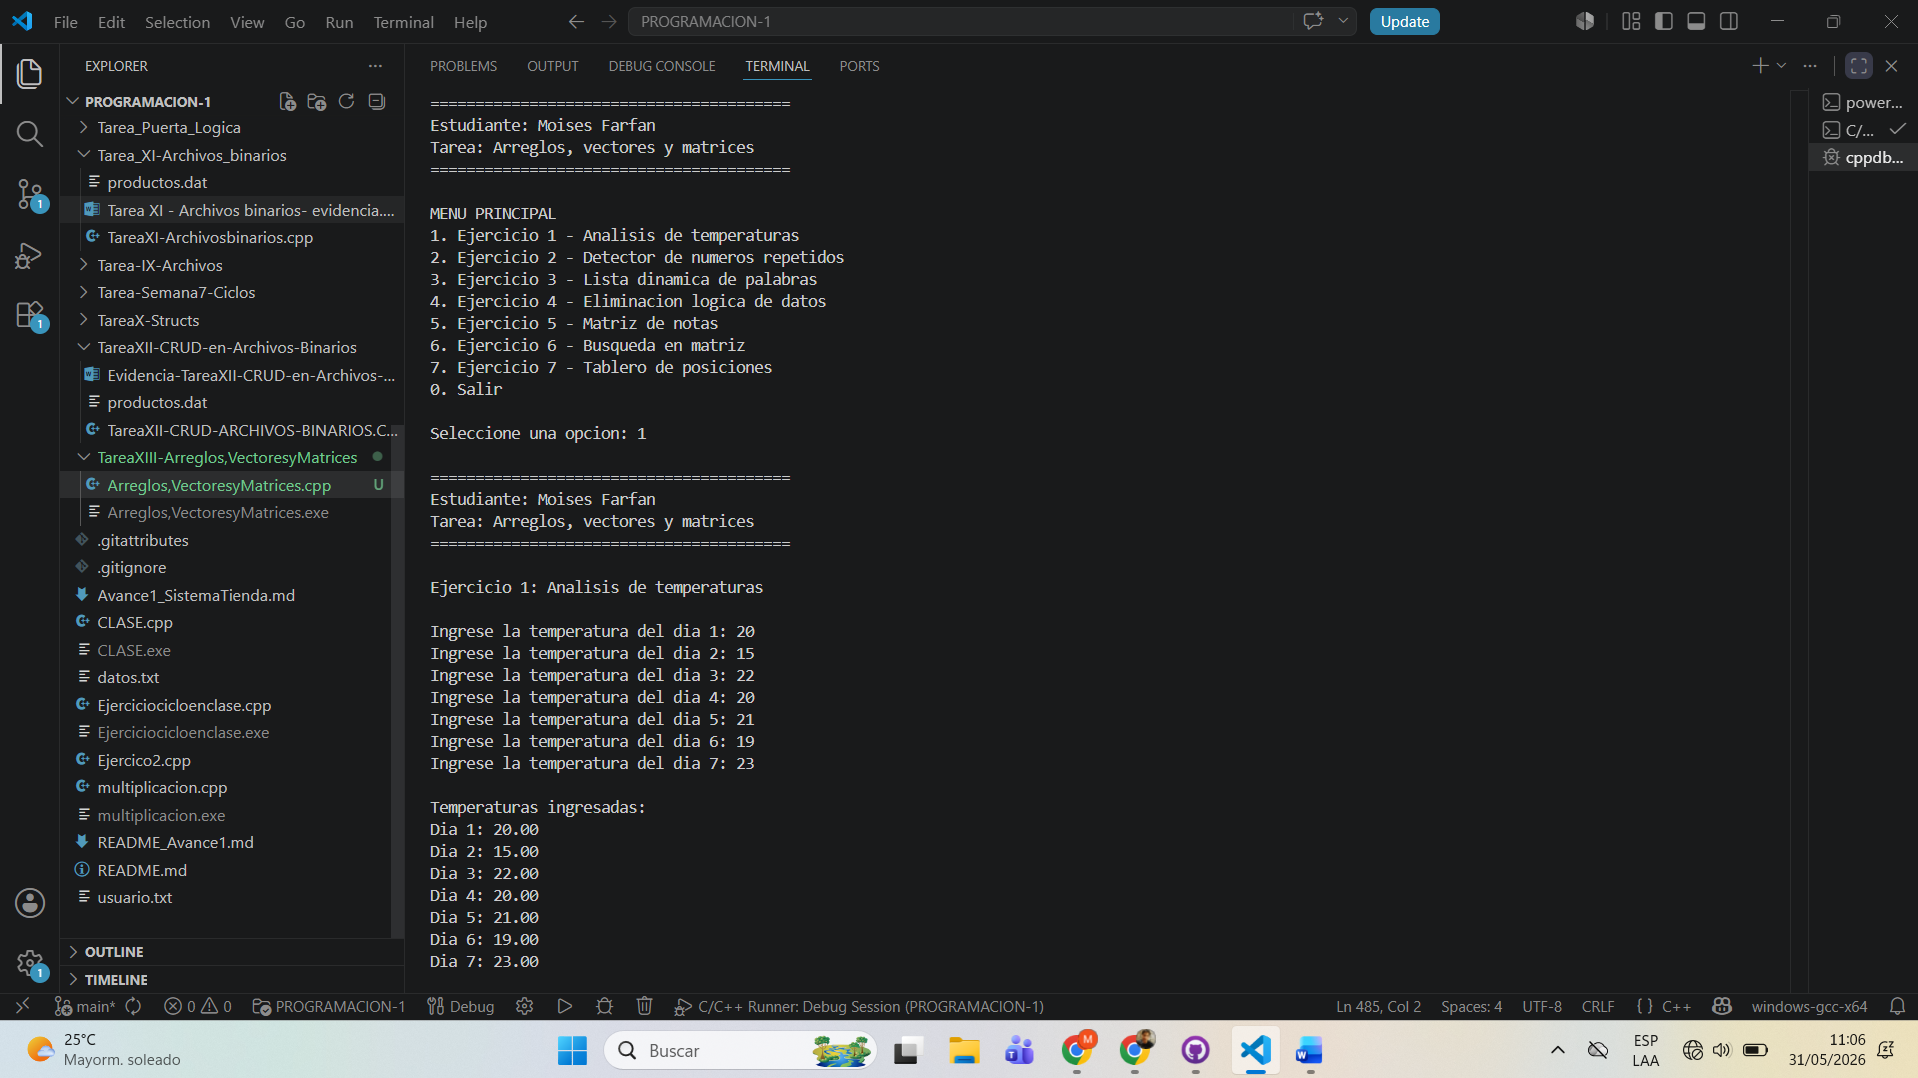 File Edit Selection View Go Run Terminal Help
PROGRAMACION-1
Update
EXPLORER
PROGRAMACION-1
Tarea_Puerta_Logica
Tarea_XI-Archivos_binarios
productos.dat
Tarea XI - Archivos binarios- evidencia....
TareaXI-Archivosbinarios.cpp
Tarea-IX-Archivos
Tarea-Semana7-Ciclos
TareaX-Structs
TareaXII-CRUD-en-Archivos-Binarios
Evidencia-TareaXII-CRUD-en-Archivos-...
productos.dat
TareaXII-CRUD-ARCHIVOS-BINARIOS.C...
TareaXIII-Arreglos,VectoresyMatrices
Arreglos,VectoresyMatrices.cpp U
Arreglos,VectoresyMatrices.exe
.gitattributes
.gitignore
Avance1_SistemaTienda.md
CLASE.cpp
CLASE.exe
datos.txt
Ejerciciocicloenclase.cpp
Ejerciciocicloenclase.exe
Ejercico2.cpp
multiplicacion.cpp
multiplicacion.exe
README_Avance1.md
README.md
usuario.txt
OUTLINE
TIMELINE
1
1
1
PROBLEMS OUTPUT DEBUG CONSOLE TERMINAL PORTS
========================================
Estudiante: Moises Farfan
Tarea: Arreglos, vectores y matrices
========================================
MENU PRINCIPAL
1. Ejercicio 1 - Analisis de temperaturas
2. Ejercicio 2 - Detector de numeros repetidos
3. Ejercicio 3 - Lista dinamica de palabras
4. Ejercicio 4 - Eliminacion logica de datos
5. Ejercicio 5 - Matriz de notas
6. Ejercicio 6 - Busqueda en matriz
7. Ejercicio 7 - Tablero de posiciones
0. Salir
Seleccione una opcion: 1
========================================
Estudiante: Moises Farfan
Tarea: Arreglos, vectores y matrices
========================================
Ejercicio 1: Analisis de temperaturas
Ingrese la temperatura del dia 1: 20
Ingrese la temperatura del dia 2: 15
Ingrese la temperatura del dia 3: 22
Ingrese la temperatura del dia 4: 20
Ingrese la temperatura del dia 5: 21
Ingrese la temperatura del dia 6: 19
Ingrese la temperatura del dia 7: 23
Temperaturas ingresadas:
Dia 1: 20.00
Dia 2: 15.00
Dia 3: 22.00
Dia 4: 20.00
Dia 5: 21.00
Dia 6: 19.00
Dia 7: 23.00
power...
C/...
cppdb...
main* 0 0 PROGRAMACION-1 Debug C/C++ Runner: Debug Session (PROGRAMACION-1) Ln 485, Col 2 Spaces: 4 UTF-8 CRLF { } C++ windows-gcc-x64
25°C
Mayorm. soleado
Buscar
M
ESP
LAA
11:06
31/05/2026